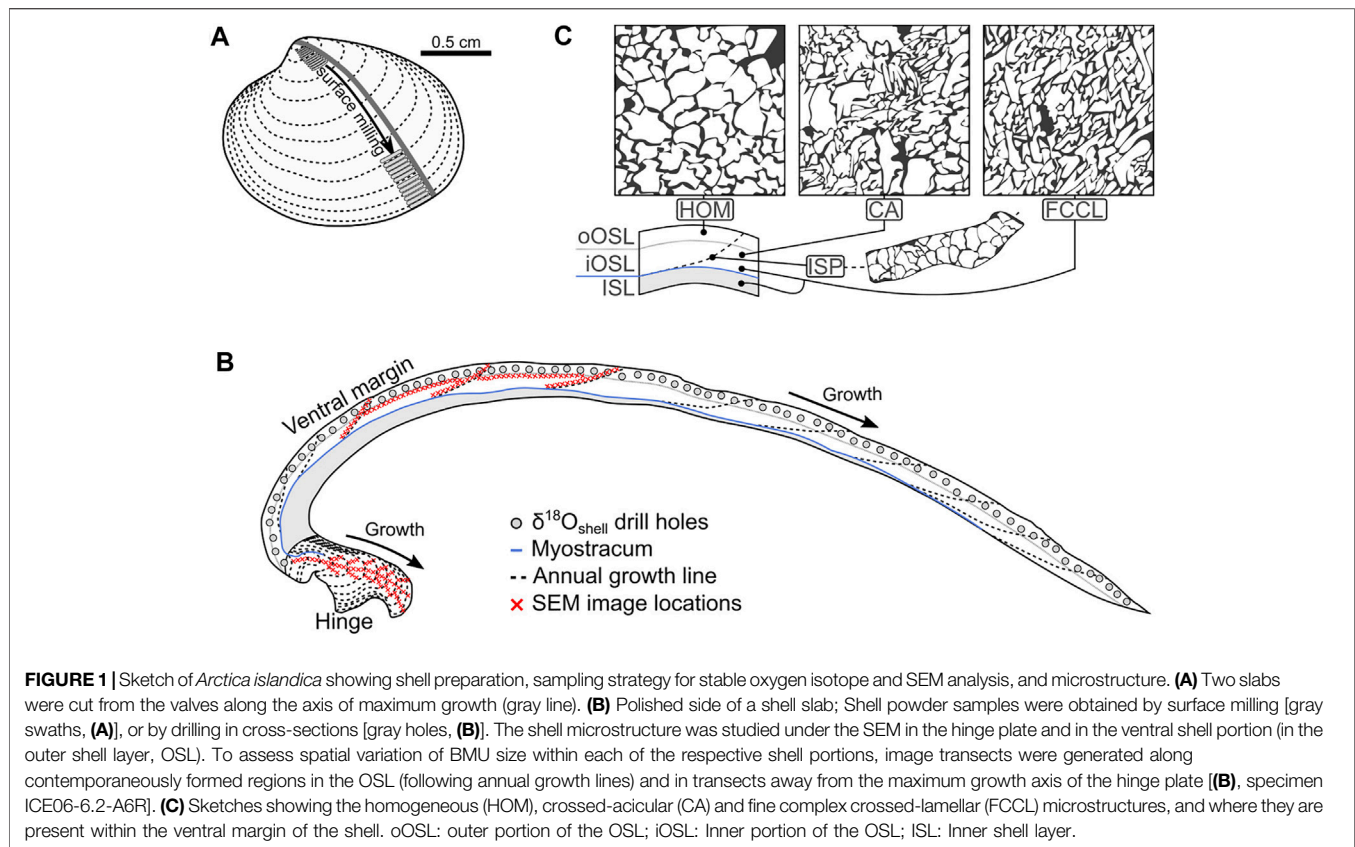 A
0.5 cm
surface milling
C
HOM
CA
FCCL
oOSL
iOSL
ISL
ISP
B
Ventral margin
Growth
Growth
Hinge
δ18Oshell drill holes
Myostracum
Annual growth line
SEM image locations
FIGURE 1 | Sketch of Arctica islandica showing shell preparation, sampling strategy for stable oxygen isotope and SEM analysis, and microstructure. (A) Two slabs
were cut from the valves along the axis of maximum growth (gray line). (B) Polished side of a shell slab; Shell powder samples were obtained by surface milling [gray
swaths, (A)], or by drilling in cross-sections [gray holes, (B)]. The shell microstructure was studied under the SEM in the hinge plate and in the ventral shell portion (in the
outer shell layer, OSL). To assess spatial variation of BMU size within each of the respective shell portions, image transects were generated along
contemporaneously formed regions in the OSL (following annual growth lines) and in transects away from the maximum growth axis of the hinge plate [(B), specimen
ICE06-6.2-A6R]. (C) Sketches showing the homogeneous (HOM), crossed-acicular (CA) and fine complex crossed-lamellar (FCCL) microstructures, and where they are
present within the ventral margin of the shell. oOSL: outer portion of the OSL; iOSL: Inner portion of the OSL; ISL: Inner shell layer.